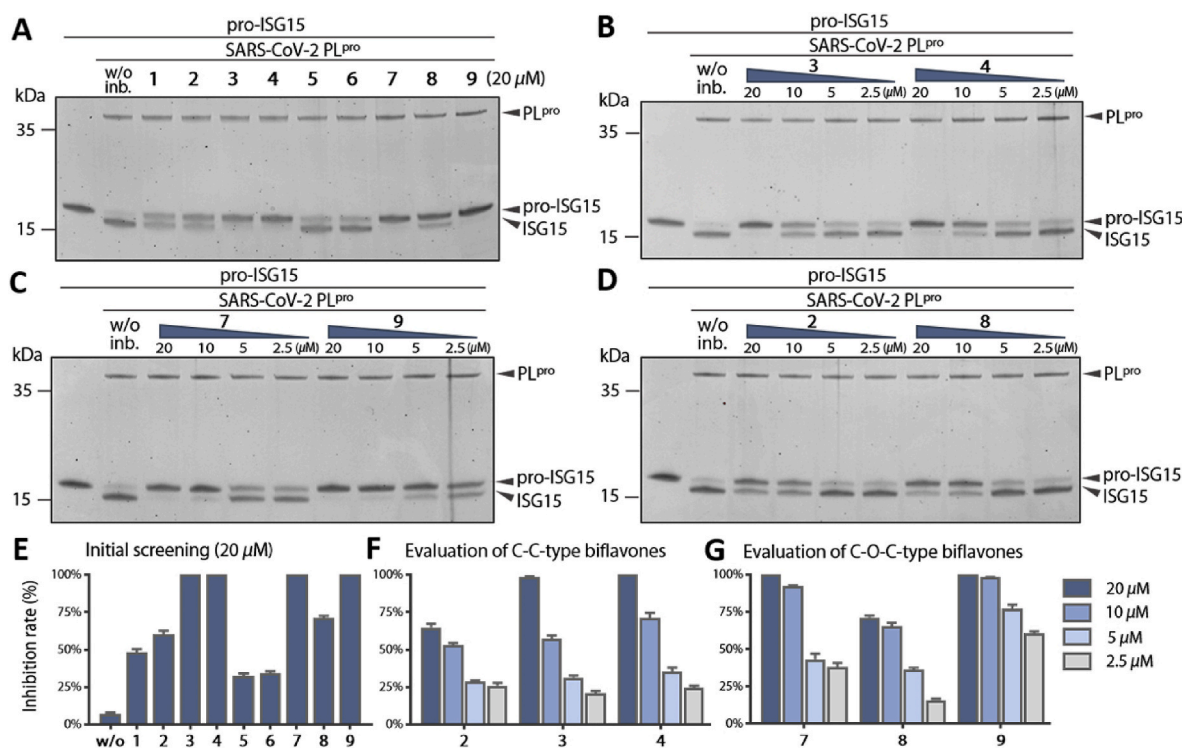 A
pro-ISG15
SARS-CoV-2 PLpro
w/o inb. 1 2 3 4 5 6 7 8 9 (20 µM)
kDa
35
15
PLpro
pro-ISG15
ISG15
B
pro-ISG15
SARS-CoV-2 PLpro
w/o inb. 3 4
20 10 5 2.5 (µM) 20 10 5 2.5 (µM)
kDa
35
15
PLpro
pro-ISG15
ISG15
C
pro-ISG15
SARS-CoV-2 PLpro
w/o inb. 7 9
20 10 5 2.5 (µM) 20 10 5 2.5 (µM)
kDa
35
15
PLpro
pro-ISG15
ISG15
D
pro-ISG15
SARS-CoV-2 PLpro
w/o inb. 2 8
20 10 5 2.5 (µM) 20 10 5 2.5 (µM)
kDa
35
15
PLpro
pro-ISG15
ISG15
E Initial screening (20 µM)
Inhibition rate (%)
100%
75%
50%
25%
0%
w/o 1 2 3 4 5 6 7 8 9
F Evaluation of C-C-type biflavones
100%
75%
50%
25%
0%
2 3 4
G Evaluation of C-O-C-type biflavones
100%
75%
50%
25%
0%
7 8 9
20 µM
10 µM
5 µM
2.5 µM